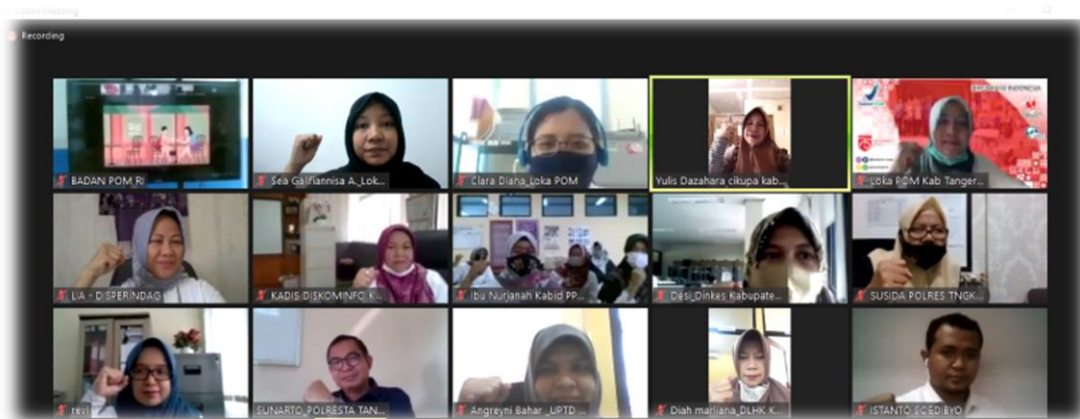 Zoom Meeting
Recording
BADAN POM RI
Sea Galfiannisa A._Lok...
Clara Diana_Loka POM
Yulis Dazahara cikupa kab...
Loka POM Kab Tanger...
LIA - DISPERINDAG
KADIS DISKOMINFO K...
Ibu Nurjanah Kabid PP...
Desi_Dinkes Kabupate...
SUSIDA POLRES TNGK...
revi
SUNARTO_POLRESTA TAN...
Angreyni Bahar _UPTD ...
Diah marliana_DLHK K...
ISTANTO SOEDIBYO